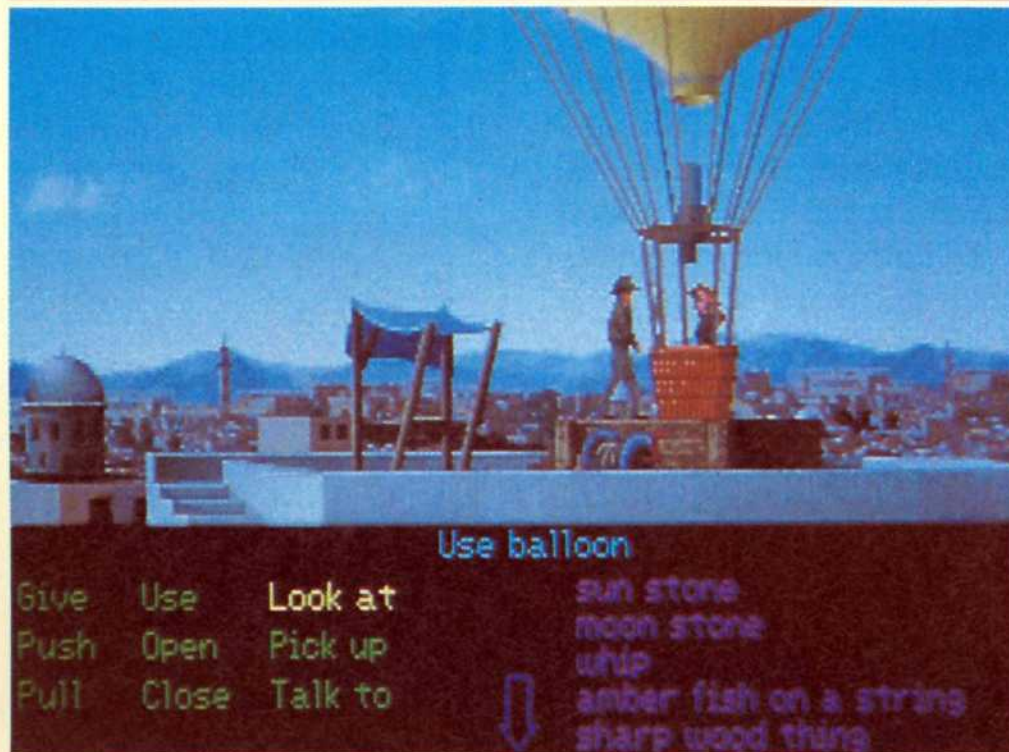 Use balloon
Give Use Look at
Push Open Pick up
Pull Close Talk to
sun stone
moon stone
whip
amber fish on a string
sharp wood thing